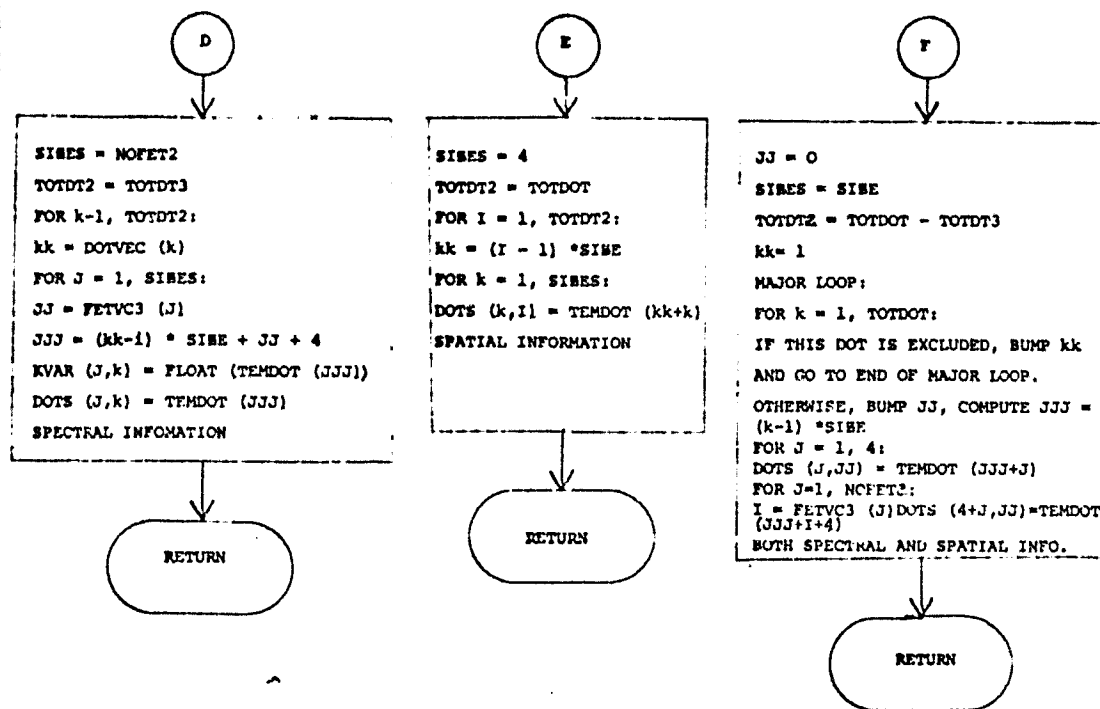 D
SIBES = NOFET2
TOTDT2 = TOTDT3
FOR k-1, TOTDT2:
kk = DOTVEC (k)
FOR J = 1, SIBES:
JJ = FETVC3 (J)
JJJ = (kk-1) * SIBE + JJ + 4
KVAR (J,k) = FLOAT (TEMDOT (JJJ))
DOTS (J,k) = TEMDOT (JJJ)
SPECTRAL INFOMATION
RETURN
E
SIBES = 4
TOTDT2 = TOTDOT
FOR I = 1, TOTDT2:
kk = (I - 1) *SIBE
FOR k = 1, SIBES:
DOTS (k,I) = TEMDOT (kk+k)
SPATIAL INFORMATION
RETURN
F
JJ = 0
SIBES = SIBE
TOTDT2 = TOTDOT - TOTDT3
kk= 1
MAJOR LOOP:
FOR k = 1, TOTDOT:
IF THIS DOT IS EXCLUDED, BUMP kk
AND GO TO END OF MAJOR LOOP.
OTHERWISE, BUMP JJ, COMPUTE JJJ =
(k-1) *SIBE
FOR J = 1, 4:
DOTS (J,JJ) = TEMDOT (JJJ+J)
FOR J=1, NOFET2:
I = FETVC3 (J)DOTS (4+J,JJ)=TEMDOT
(JJJ+I+4)
BOTH SPECTRAL AND SPATIAL INFO.
RETURN